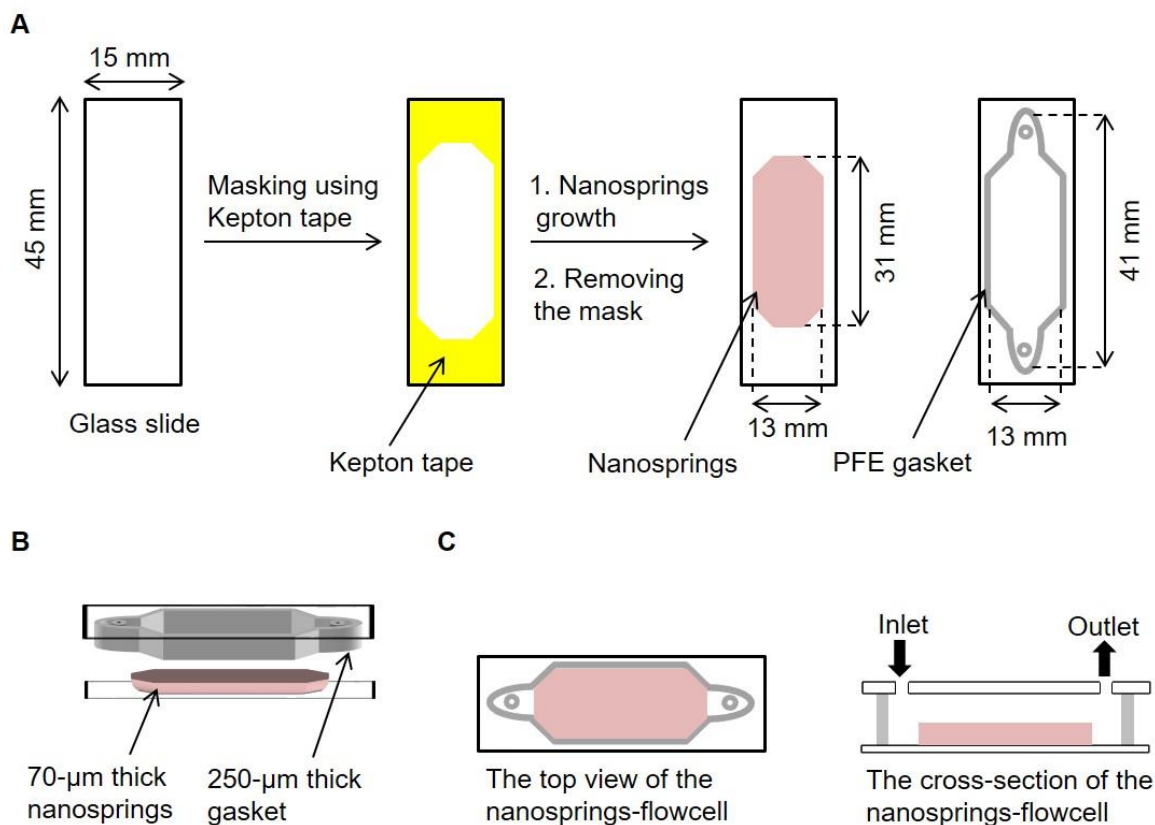 A
15 mm
45 mm
Glass slide
Masking using
Kepton tape
Kepton tape
1. Nanosprings
growth
2. Removing
the mask
31 mm
13 mm
Nanosprings
41 mm
13 mm
PFE gasket
B
70-µm thick
nanosprings
250-µm thick
gasket
C
The top view of the
nanosprings-flowcell
Inlet
Outlet
The cross-section of the
nanosprings-flowcell